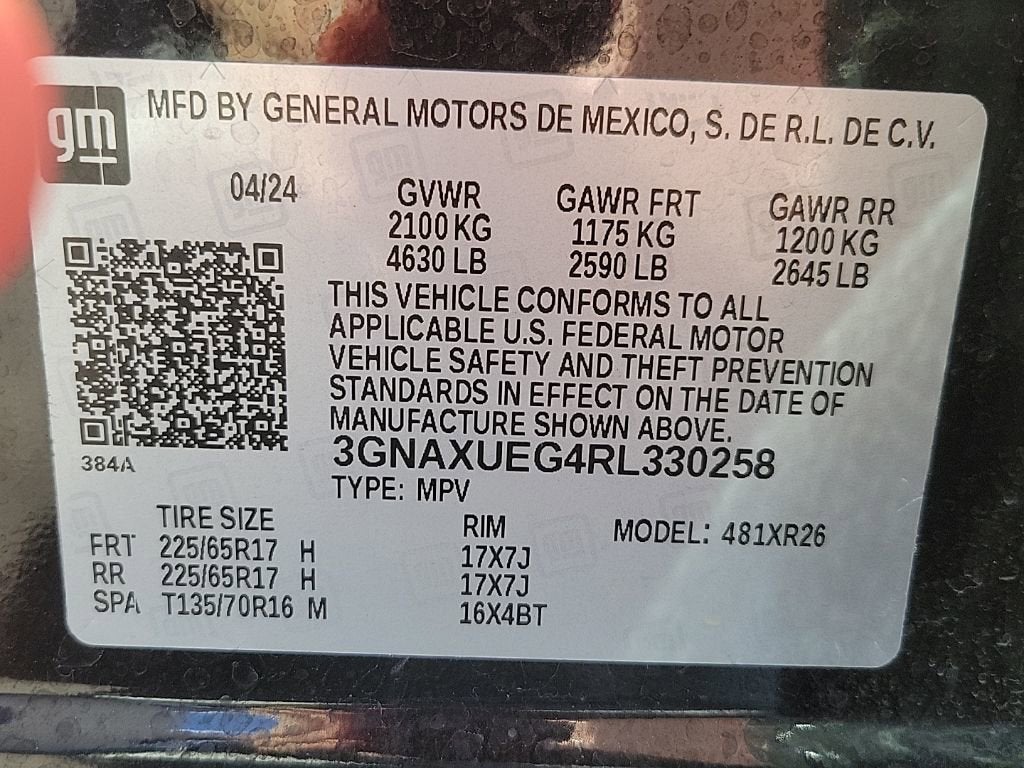 gm
MFD BY GENERAL MOTORS DE MEXICO, S. DE R.L. DE C.V.
04/24 GVWR GAWR FRT GAWR RR
2100 KG 1175 KG 1200 KG
4630 LB 2590 LB 2645 LB
THIS VEHICLE CONFORMS TO ALL
APPLICABLE U.S. FEDERAL MOTOR
VEHICLE SAFETY AND THEFT PREVENTION
STANDARDS IN EFFECT ON THE DATE OF
MANUFACTURE SHOWN ABOVE.
384A
3GNAXUEG4RL330258
TYPE: MPV
TIRE SIZE RIM MODEL: 481XR26
FRT 225/65R17 H 17X7J
RR 225/65R17 H 17X7J
SPA T135/70R16 M 16X4BT